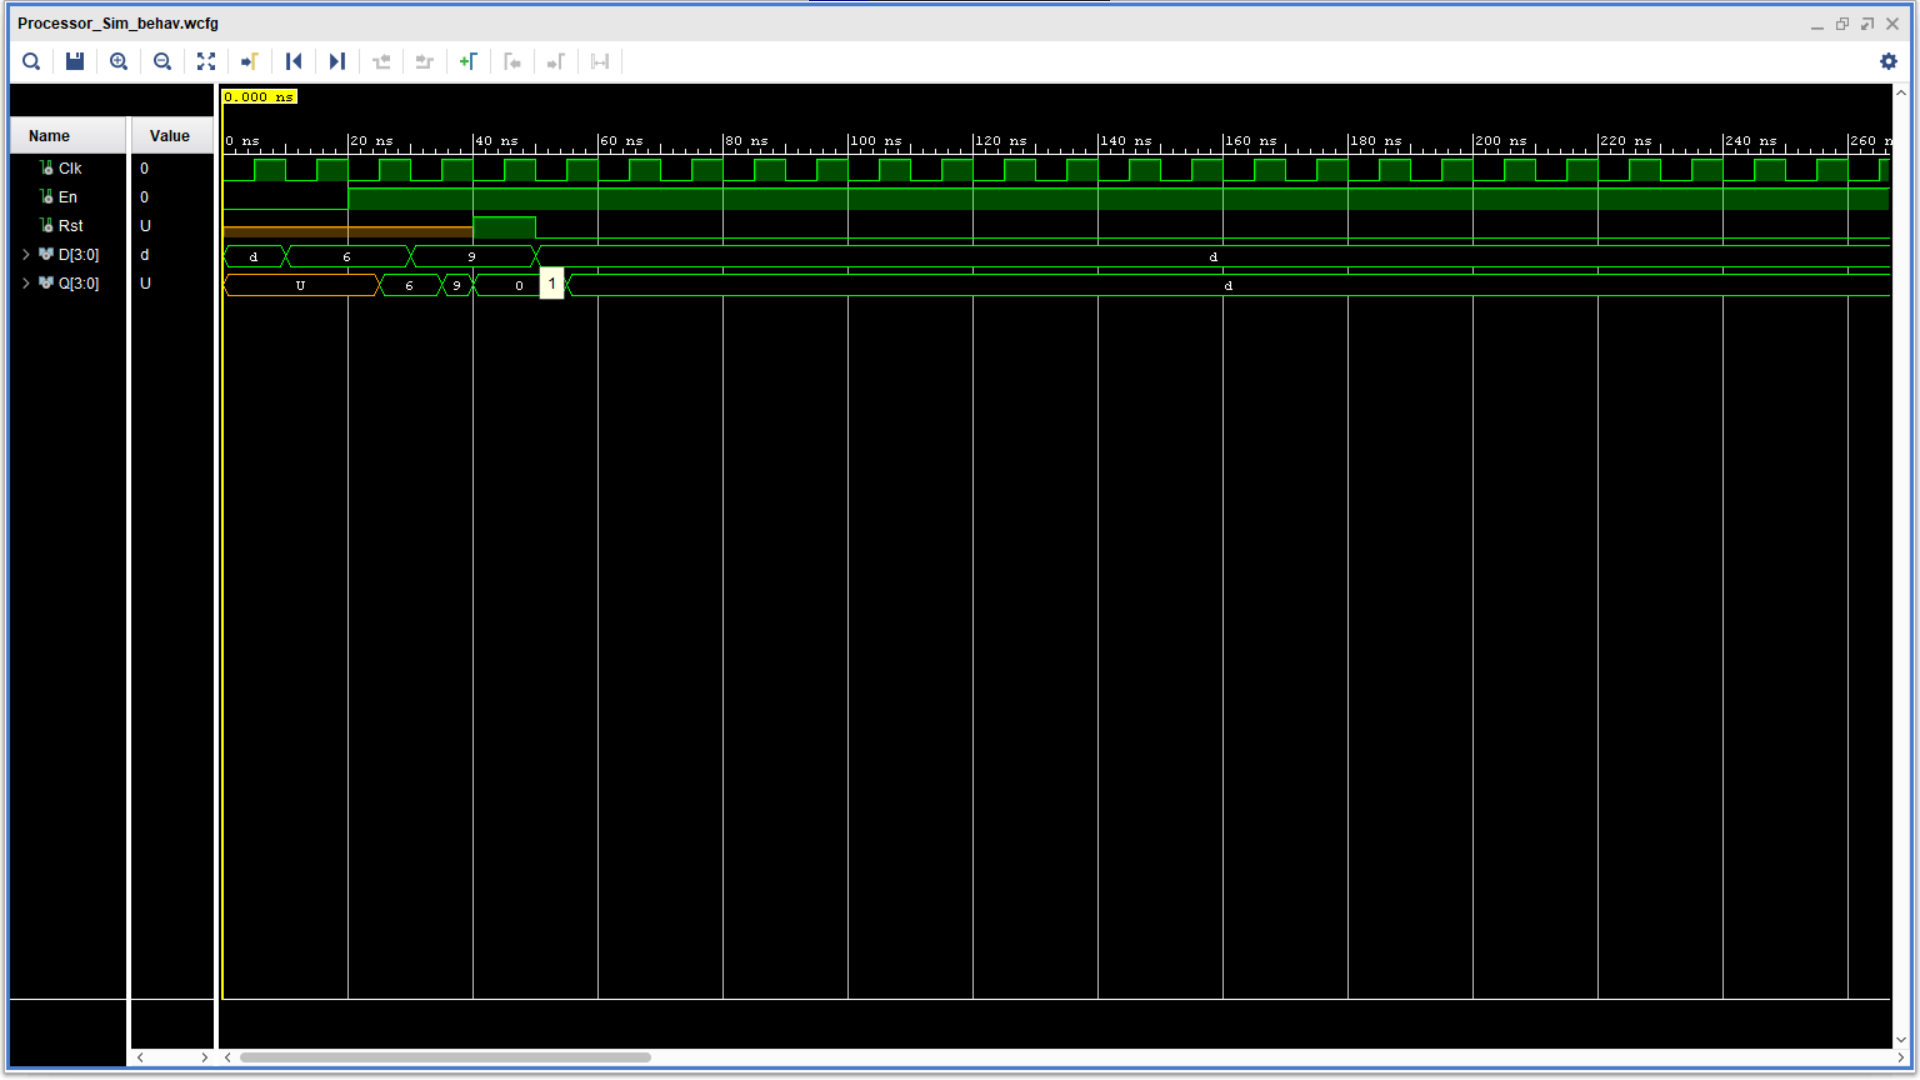 Processor_Sim_behav.wcfg
0.000 ns
Name Value
0 ns 20 ns 40 ns 60 ns 80 ns 100 ns 120 ns 140 ns 160 ns 180 ns 200 ns 220 ns 240 ns 260 n
Clk 0
En 0
Rst U
D[3:0] d d 6 9 d
Q[3:0] U U 6 9 0 1 d